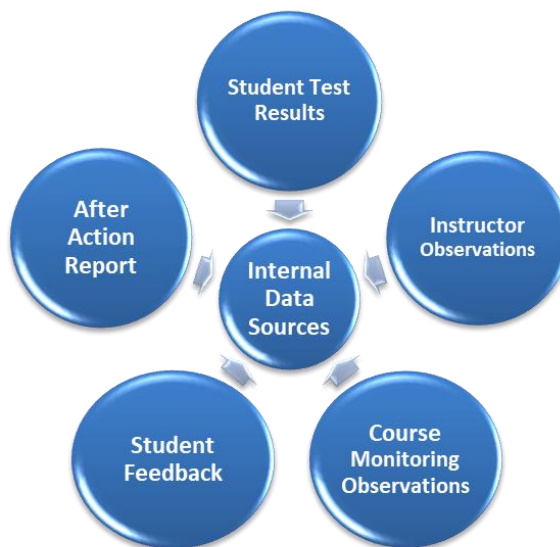 Student Test
Results
After
Action
Report
Instructor
Observations
Internal
Data
Sources
Student
Feedback
Course
Monitoring
Observations